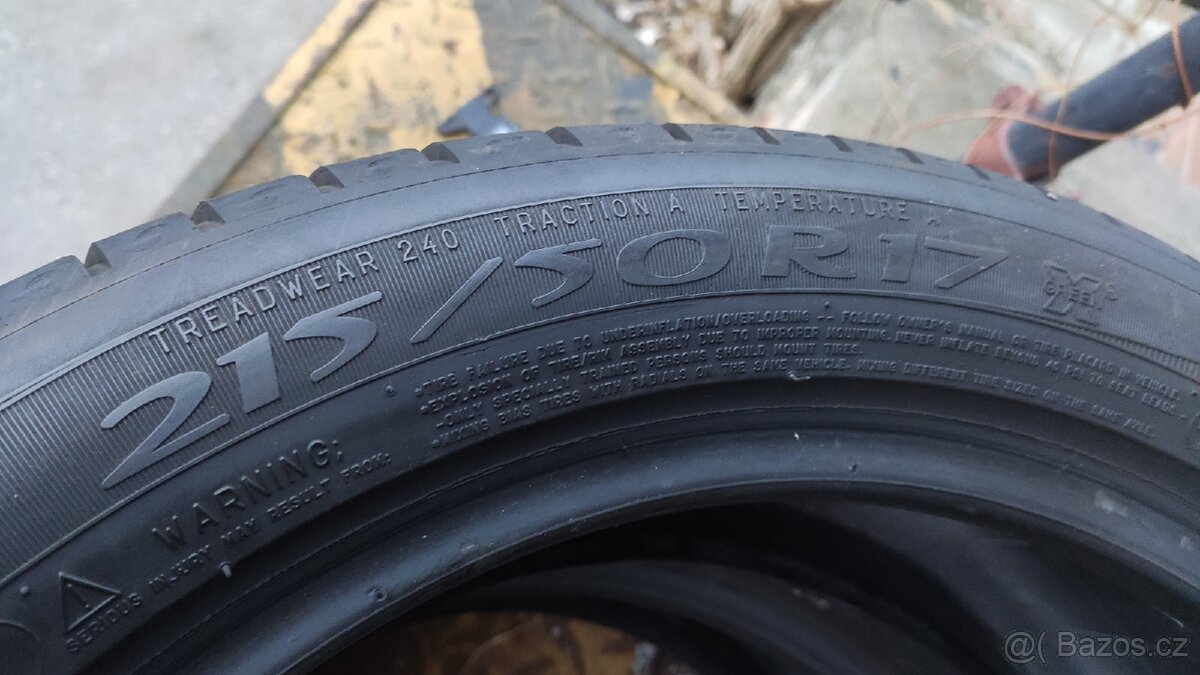 TREADWEAR 240 TRACTION A TEMPERATURE A
215/50R17
GREEN X
WARNING:
SERIOUS INJURY MAY RESULT FROM:
-TIRE FAILURE DUE TO UNDERINFLATION/OVERLOADING - FOLLOW OWNER'S MANUAL OR TIRE PLACARD IN VEHICLE
-EXPLOSION OF TIRE/RIM ASSEMBLY DUE TO IMPROPER MOUNTING. NEVER INFLATE BEYOND 40 PSI TO SEAT BEADS.
-ONLY SPECIALLY TRAINED PERSONS SHOULD MOUNT TIRES.
-MIXING BIAS TIRES WITH RADIALS ON THE SAME VEHICLE. MIXING DIFFERENT TIRE SIZES ON THE SAME AXLE.
@( Bazos.cz